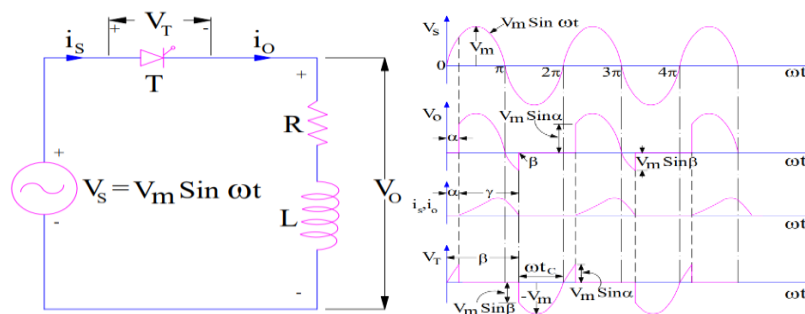 V_T
+ -
i_S i_O
T
+
R
+
V_S = V_m Sin ωt
V_O
L
-
-
V_S
V_m Sin ωt
V_m
0
π 2π 3π 4π
ωt
V_O
V_m Sinα
α
β
V_m Sinβ
ωt
α γ
i_s,i_o
ωt
V_T
β
ωt_C
V_m Sinβ
-V_m
V_m Sinα
ωt